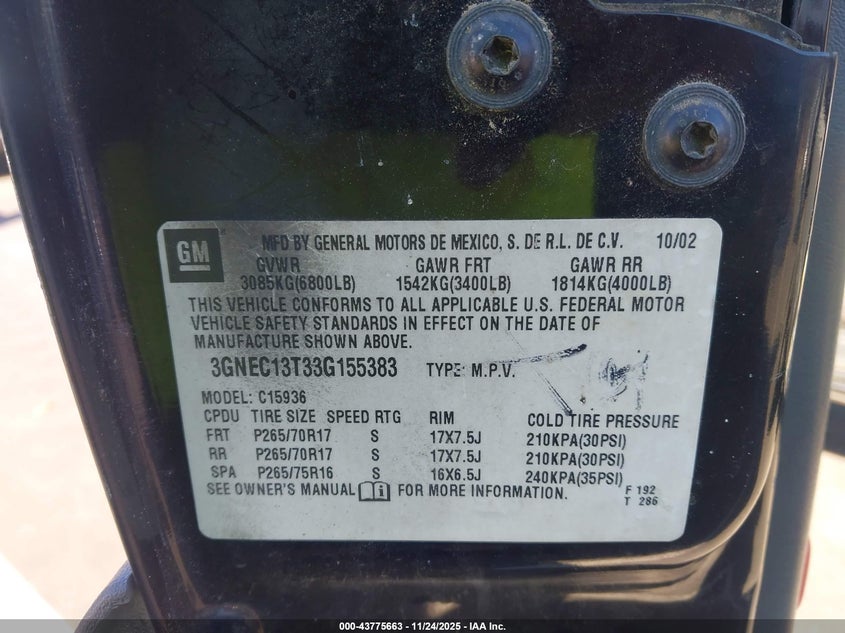 GM
MFD BY GENERAL MOTORS DE MEXICO, S. DE R.L. DE C.V. 10/02
GVWR GAWR FRT GAWR RR
3085KG(6800LB) 1542KG(3400LB) 1814KG(4000LB)
THIS VEHICLE CONFORMS TO ALL APPLICABLE U.S. FEDERAL MOTOR
VEHICLE SAFETY STANDARDS IN EFFECT ON THE DATE OF
MANUFACTURE SHOWN ABOVE.
3GNEC13T33G155383 TYPE: M.P.V.
MODEL: C15936
CPDU TIRE SIZE SPEED RTG RIM COLD TIRE PRESSURE
FRT P265/70R17 S 17X7.5J 210KPA(30PSI)
RR P265/70R17 S 17X7.5J 210KPA(30PSI)
SPA P265/75R16 S 16X6.5J 240KPA(35PSI)
SEE OWNER'S MANUAL FOR MORE INFORMATION.
F 192
T 286
000-43775663 - 11/24/2025 - IAA Inc.